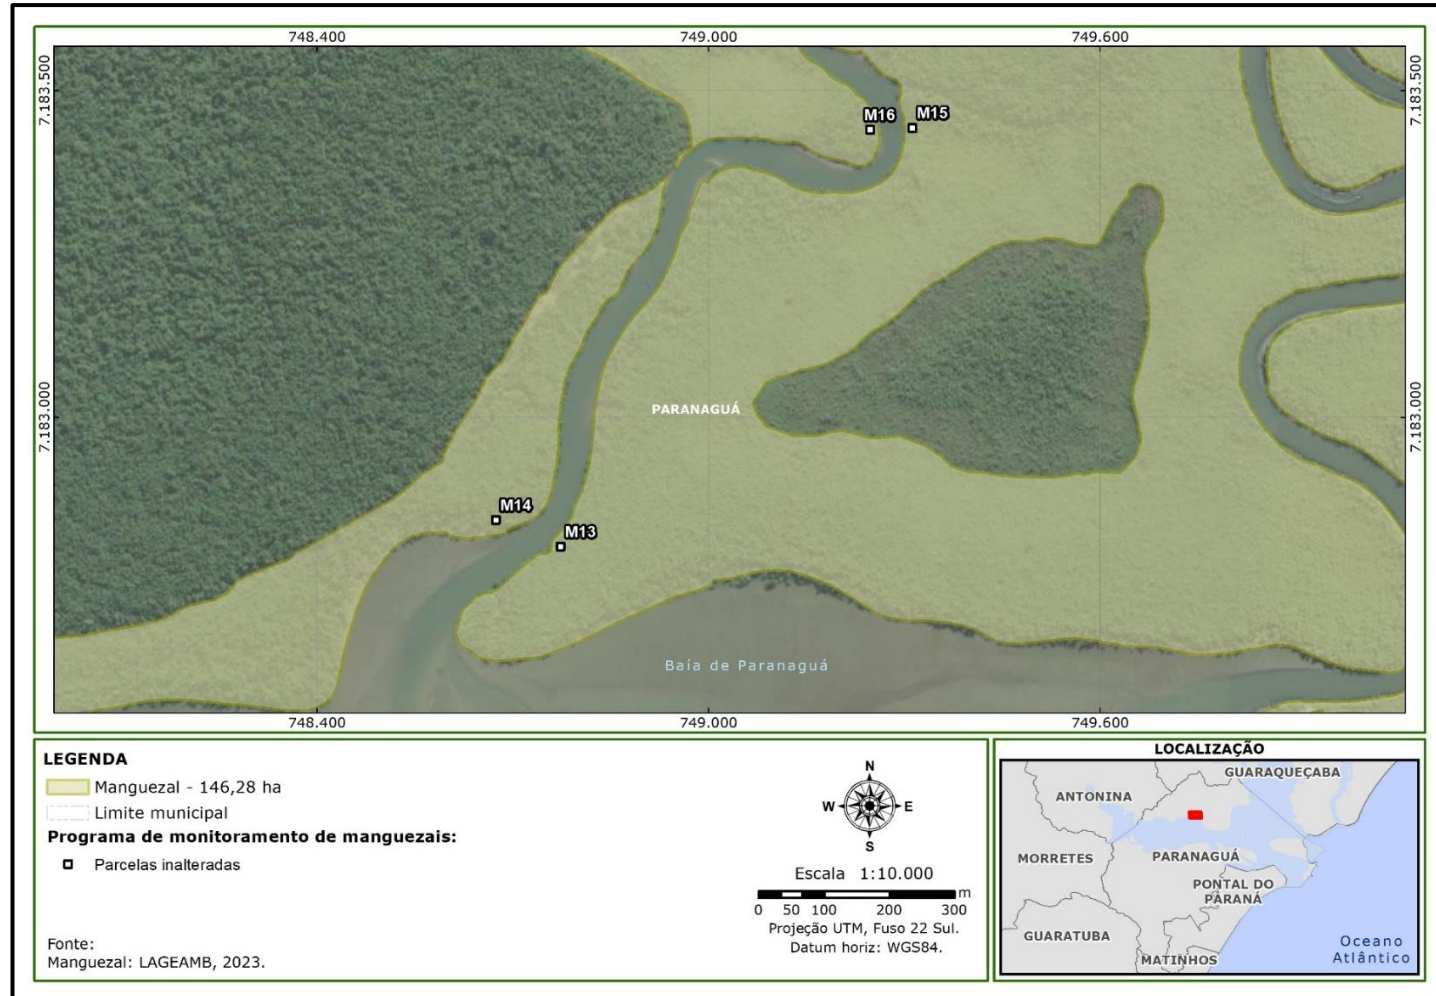 748.400
749.000
749.600
7.183.500
7.183.500
M16
M15
7.183.000
7.183.000
PARANAGUÁ
M14
M13
Baía de Paranaguá
748.400
749.000
749.600
LEGENDA
Manguezal - 146,28 ha
Limite municipal
Programa de monitoramento de manguezais:
Parcelas inalteradas
Fonte:
Manguezal: LAGEAMB, 2023.
N
W
E
S
Escala 1:10.000
m
0 50 100 200 300
Projeção UTM, Fuso 22 Sul.
Datum horiz: WGS84.
LOCALIZAÇÃO
GUARAQUEÇABA
ANTONINA
MORRETES
PARANAGUÁ
PONTAL DO
PARANÁ
GUARATUBA
Oceano
Atlântico
MATINHOS